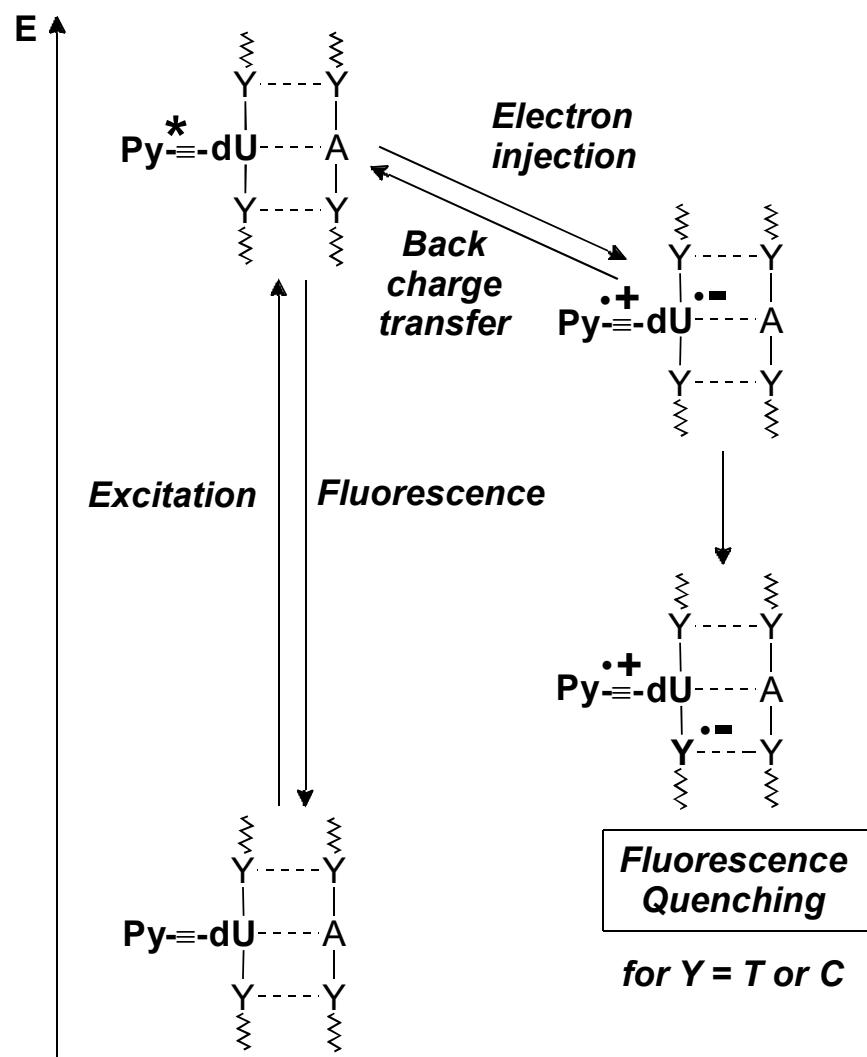 E
Y Y
*
Py-≡-dU A
Y Y
Electron
injection
Back
charge
transfer
Y Y
•+ •-
Py-≡-dU A
Y Y
Excitation
Fluorescence
Y Y
•+
Py-≡-dU A
•-
Y Y
Y Y
Py-≡-dU A
Y Y
Fluorescence
Quenching
for Y = T or C